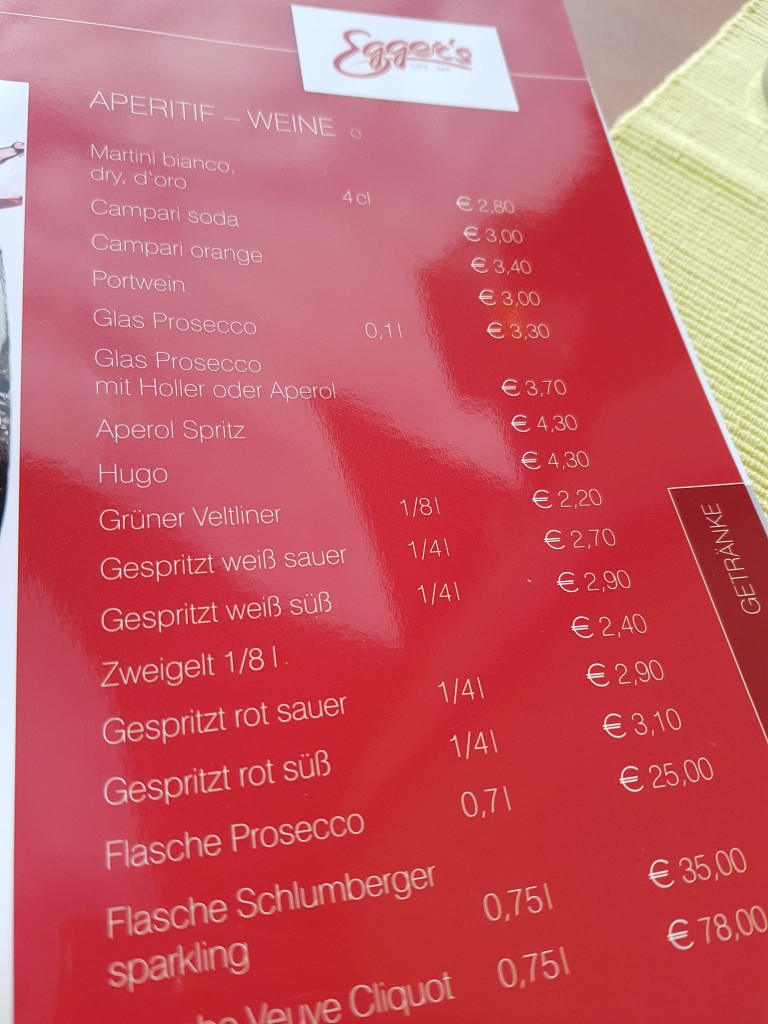 Egger's
APERITIF – WEINE
Martini bianco,
dry, d`oro 4 cl € 2,80
Campari soda € 3,00
Campari orange € 3,40
Portwein € 3,00
Glas Prosecco 0,1 l € 3,30
Glas Prosecco
mit Holler oder Aperol € 3,70
Aperol Spritz € 4,30
Hugo € 4,30
Grüner Veltliner 1/8 l € 2,20
Gespritzt weiß sauer 1/4 l € 2,70
Gespritzt weiß süß 1/4 l € 2,90
Zweigelt 1/8 l € 2,40
Gespritzt rot sauer 1/4 l € 2,90
Gespritzt rot süß 1/4 l € 3,10
Flasche Prosecco 0,7 l € 25,00
Flasche Schlumberger
sparkling 0,75 l € 35,00
Veuve Cliquot 0,75 l € 78,00
GETRÄNKE